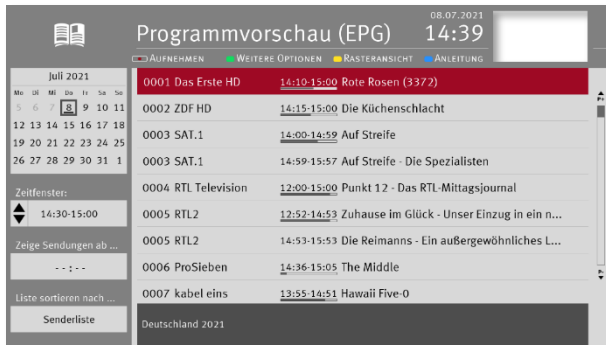 08.07.2021
Programmvorschau (EPG) 14:39
AUFNEHMEN WEITERE OPTIONEN RASTERANSICHT ANLEITUNG
Juli 2021
Mo Di Mi Do Fr Sa So
5 6 7 8 9 10 11
12 13 14 15 16 17 18
19 20 21 22 23 24 25
26 27 28 29 30 31 1
Zeitfenster:
14:30-15:00
Zeige Sendungen ab ...
--:--
Liste sortieren nach ...
Senderliste
0001 Das Erste HD 14:10-15:00 Rote Rosen (3372)
0002 ZDF HD 14:15-15:00 Die Küchenschlacht
0003 SAT.1 14:00-14:59 Auf Streife
0003 SAT.1 14:59-15:57 Auf Streife - Die Spezialisten
0004 RTL Television 12:00-15:00 Punkt 12 - Das RTL-Mittagsjournal
0005 RTL2 12:52-14:53 Zuhause im Glück - Unser Einzug in ein n...
0005 RTL2 14:53-15:53 Die Reimanns - Ein außergewöhnliches L...
0006 ProSieben 14:36-15:05 The Middle
0007 kabel eins 13:55-14:51 Hawaii Five-0
Deutschland 2021